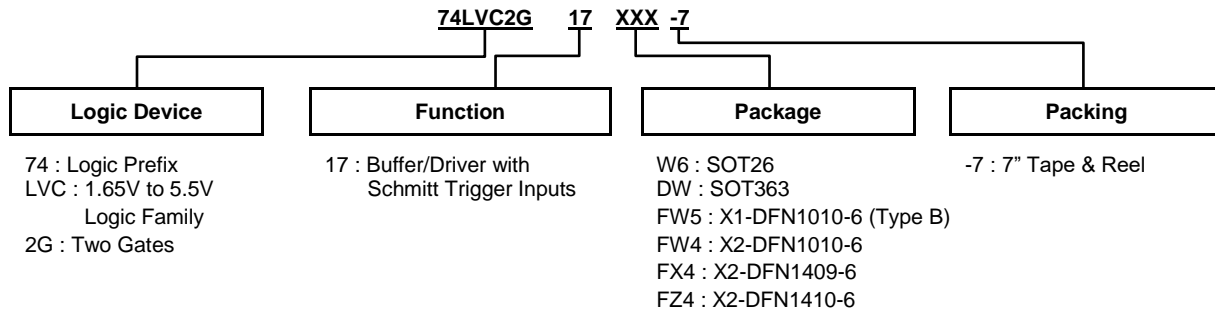 74LVC2G 17 XXX -7
Logic Device
Function
Package
Packing
74 : Logic Prefix
LVC : 1.65V to 5.5V
Logic Family
2G : Two Gates
17 : Buffer/Driver with
Schmitt Trigger Inputs
W6 : SOT26
DW : SOT363
FW5 : X1-DFN1010-6 (Type B)
FW4 : X2-DFN1010-6
FX4 : X2-DFN1409-6
FZ4 : X2-DFN1410-6
-7 : 7” Tape & Reel